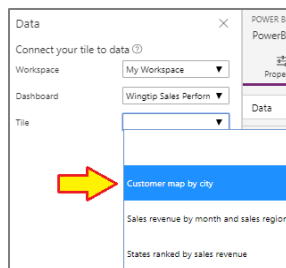 Data
Connect your tile to data
Workspace My Workspace
Dashboard Wingtip Sales Perforn
Tile
Customer map by city
Sales revenue by month and sales region
States ranked by sales revenue
POWER B
PowerB
Prope
Data